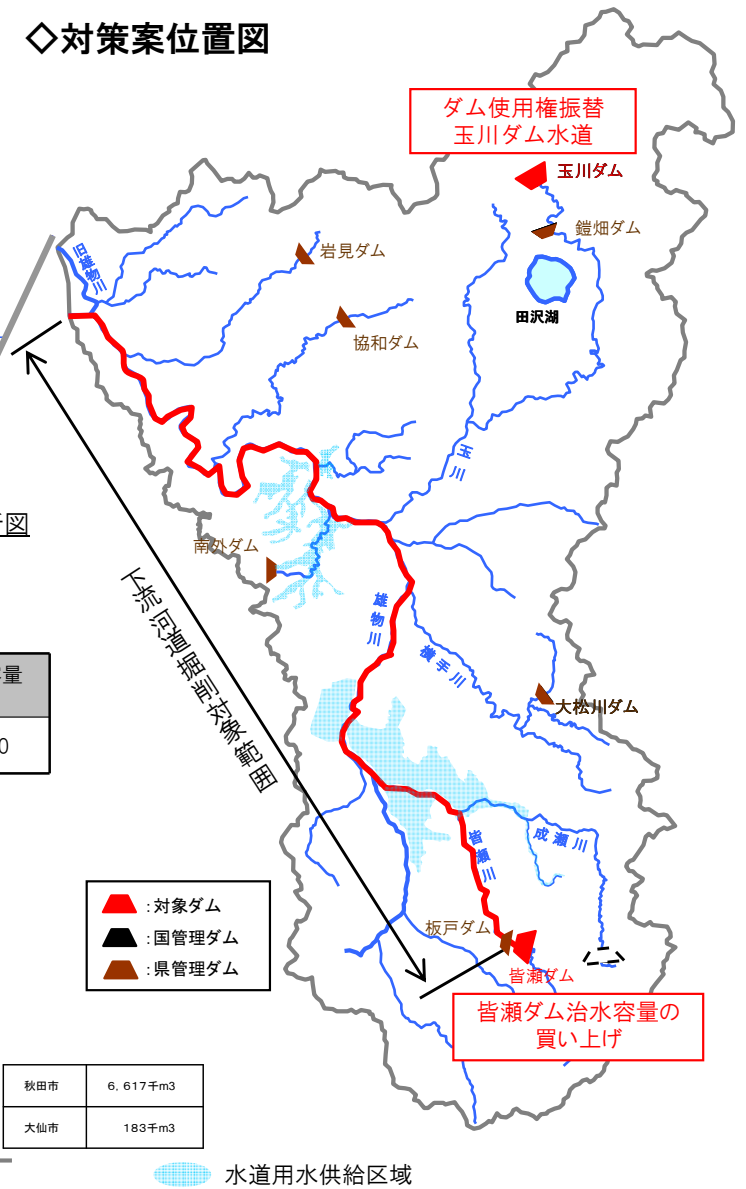 ◇対策案位置図
ダム使用権振替
玉川ダム水道
玉川ダム
鎧畑ダム
田沢湖
岩見ダム
協和ダム
旧雄物川
玉川
図
南外ダム
雄物川
横手川
下流河道掘削対象範囲
大松川ダム
容量
0
成瀬川
皆瀬川
:対象ダム
:国管理ダム
:県管理ダム
板戸ダム
皆瀬ダム
皆瀬ダム治水容量の
買い上げ
秋田市 6,617千m3
大仙市 183千m3
水道用水供給区域